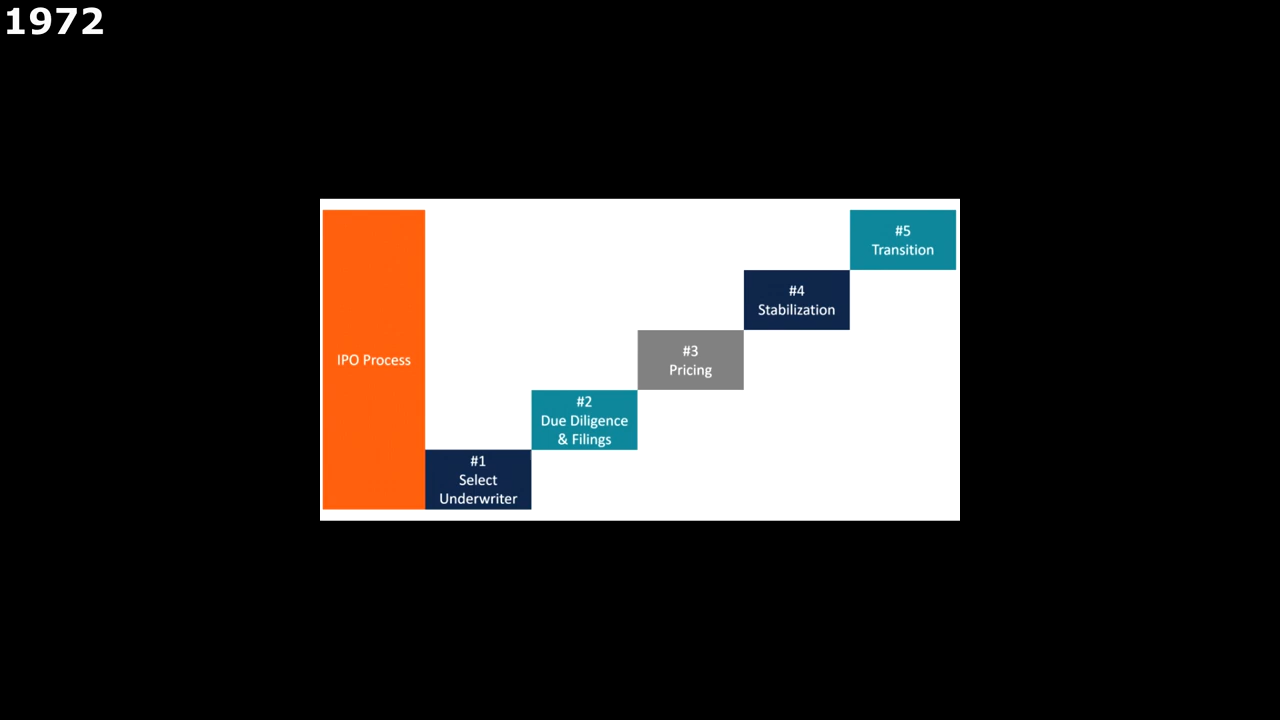 1972
IPO Process
#1
Select
Underwriter
#2
Due Diligence
& Filings
#3
Pricing
#4
Stabilization
#5
Transition